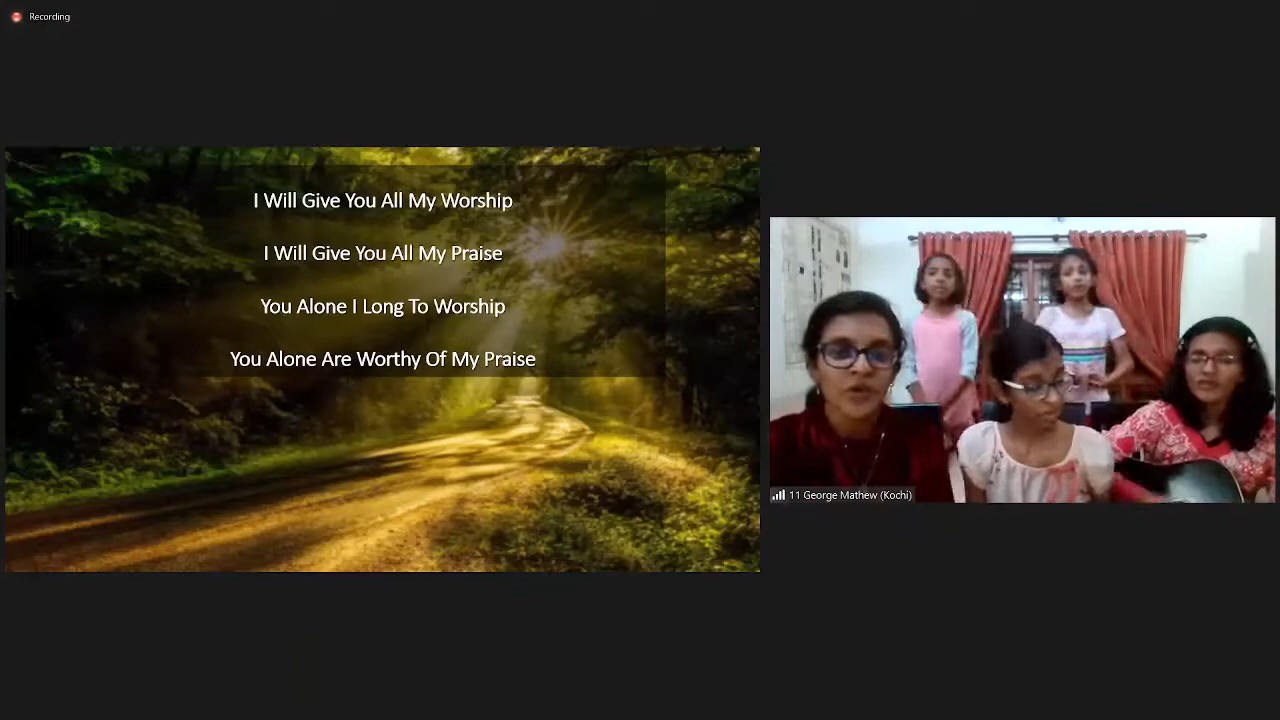 Recording
I Will Give You All My Worship
I Will Give You All My Praise
You Alone I Long To Worship
You Alone Are Worthy Of My Praise
11 George Mathew (Kochi)